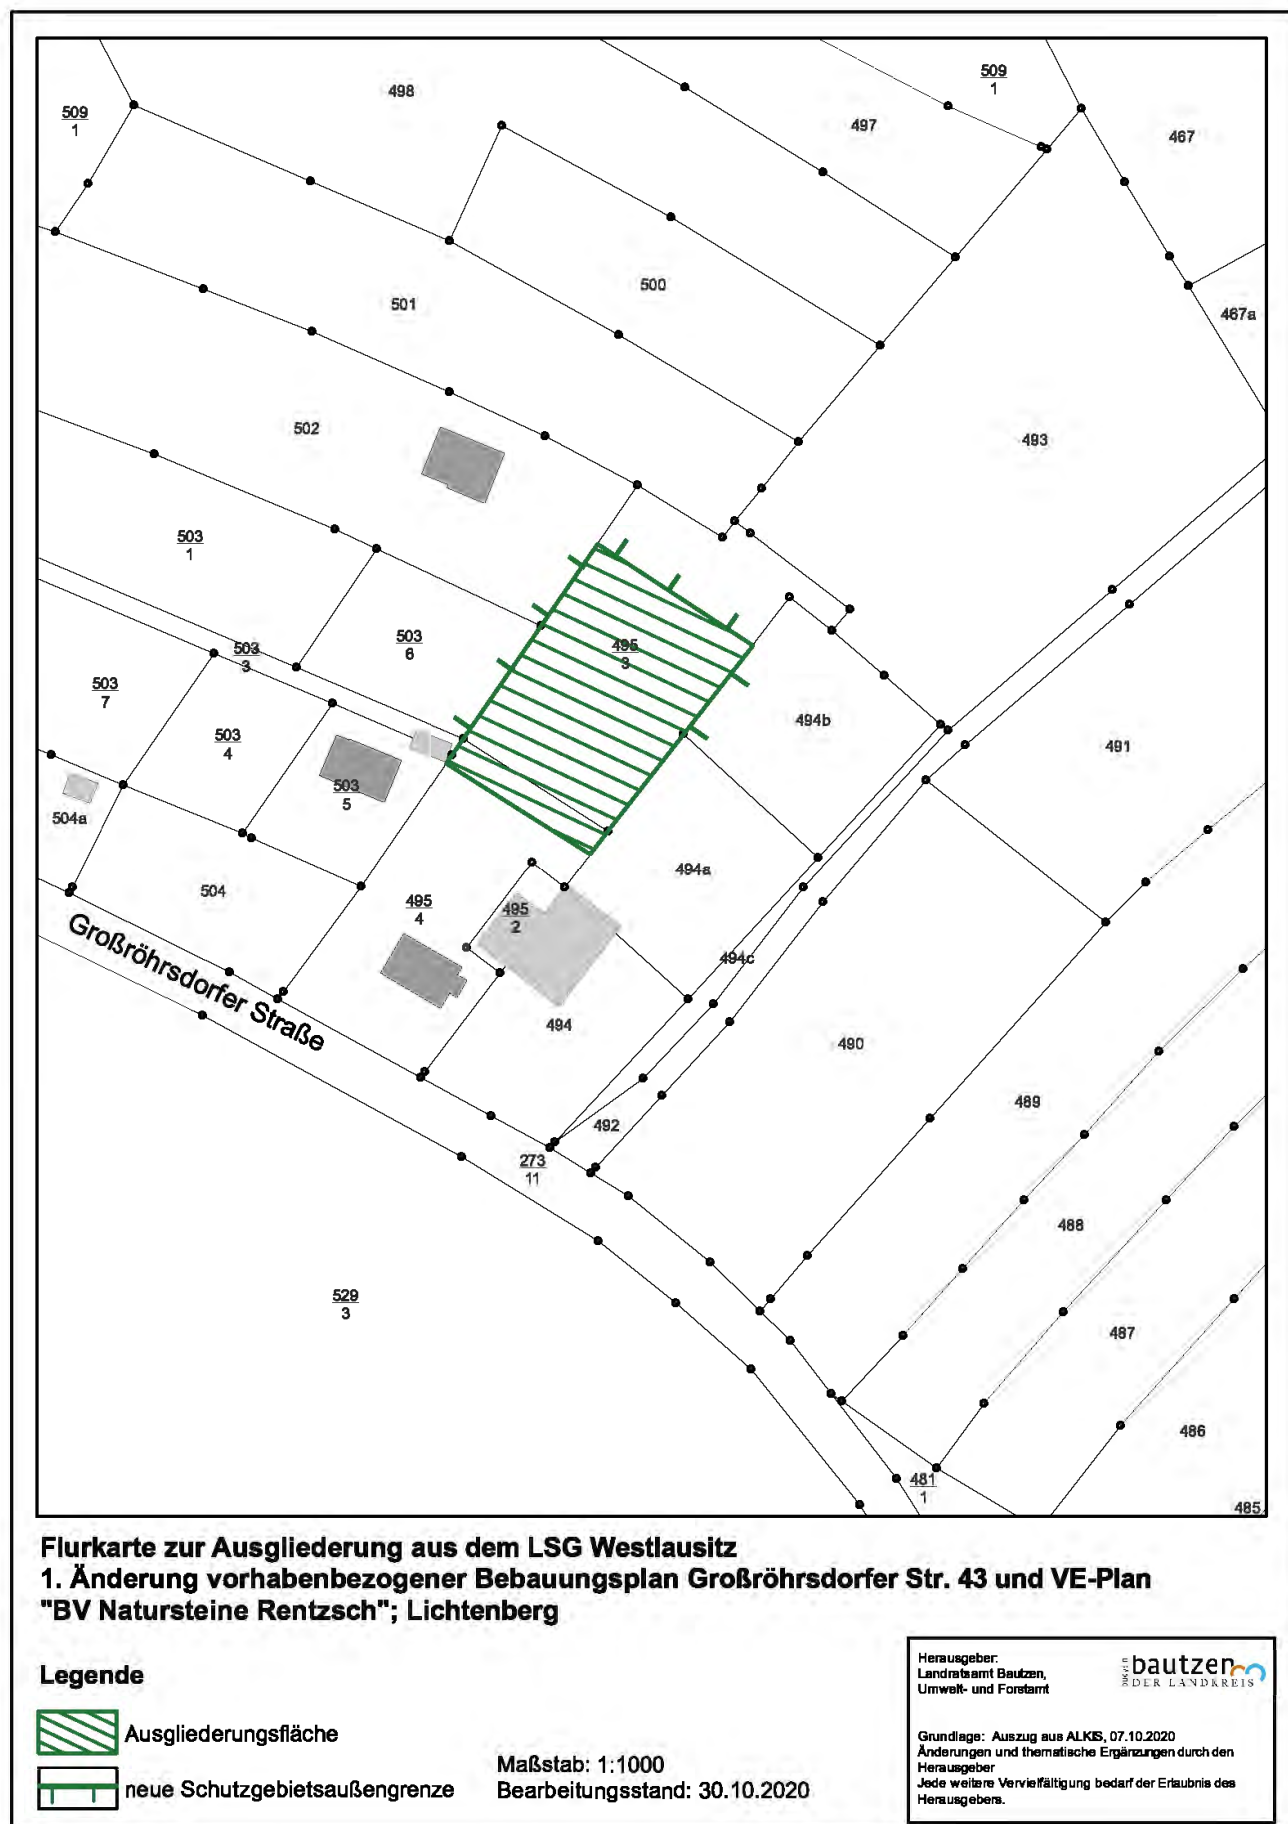 509
1
498
509
1
497
467
500
501
467a
502
493
503
1
503
6
503
3
495
3
503
7
503
4
494b
491
503
5
504a
494a
504
495
4
495
2
494c
Großröhrsdorfer Straße
494
490
489
492
273
11
488
529
3
487
486
481
1
485
Flurkarte zur Ausgliederung aus dem LSG Westlausitz
1. Änderung vorhabenbezogener Bebauungsplan Großröhrsdorfer Str. 43 und VE-Plan
"BV Natursteine Rentzsch"; Lichtenberg
Legende
Ausgliederungsfläche
neue Schutzgebietsaußengrenze
Maßstab: 1:1000
Bearbeitungsstand: 30.10.2020
Herausgeber:
Landratsamt Bautzen,
Umwelt- und Forstamt
bautzen
DER LANDKREIS
Grundlage: Auszug aus ALKIS, 07.10.2020
Änderungen und thematische Ergänzungen durch den
Herausgeber
Jede weitere Vervielfältigung bedarf der Erlaubnis des
Herausgebers.